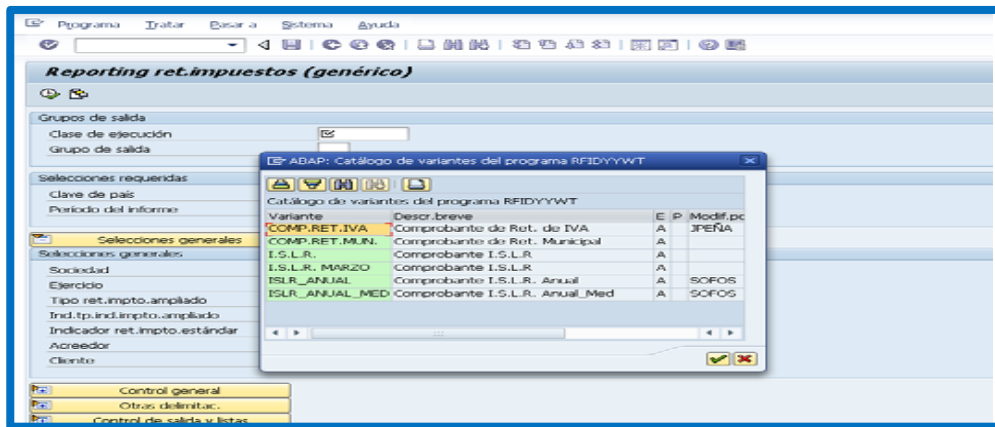 Programa Tratar Pasar a Sistema Ayuda
Reporting ret.impuestos (genérico)
Grupos de salida
Clase de ejecución
Grupo de salida
Selecciones requeridas
Clave de país
Periodo del informe
Selecciones generales
Selecciones generales
Sociedad
Ejercicio
Tipo ret.impto.ampliado
Ind.tp.ind.impto.ampliado
Indicador ret.impto.estándar
Acreedor
Cliente
Control general
Otras delimitac.
Control de salida y listas
ABAP: Catálogo de variantes del programa RFIDYYWT
Catálogo de variantes del programa RFIDYYWT
Variante Descr.breve E P Modif.po
COMP.RET.IVA Comprobante de Ret. de IVA A JPEÑA
COMP.RET.MUN. Comprobante de Ret. Municipal A
I.S.L.R. Comprobante I.S.L.R A
I.S.L.R. MARZO Comprobante I.S.L.R A
ISLR_ANUAL Comprobante I.S.L.R. Anual A SOFOS
ISLR_ANUAL_MED Comprobante I.S.L.R. Anual_Med A SOFOS